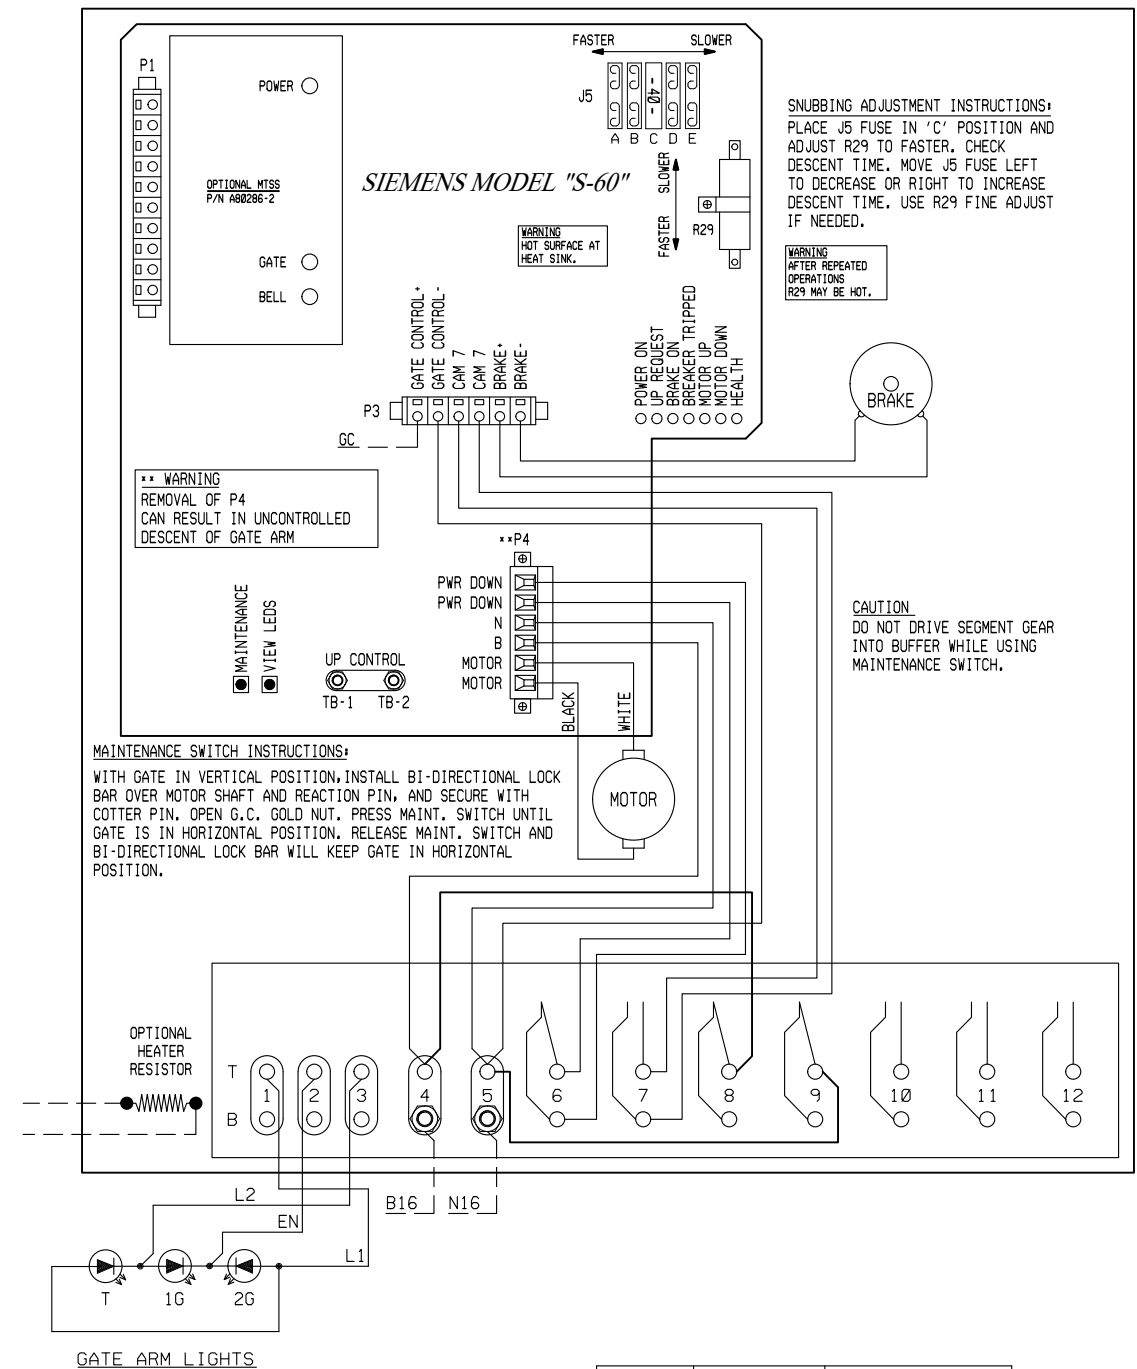 FASTER SLOWER
P1
POWER
J5
-40-
A B C D E
SNUBBING ADJUSTMENT INSTRUCTIONS:
PLACE J5 FUSE IN 'C' POSITION AND
ADJUST R29 TO FASTER. CHECK
DESCENT TIME. MOVE J5 FUSE LEFT
TO DECREASE OR RIGHT TO INCREASE
DESCENT TIME. USE R29 FINE ADJUST
IF NEEDED.
OPTIONAL MTSS
P/N A80286-2
SIEMENS MODEL "S-60"
SLOWER
FASTER
R29
WARNING
HOT SURFACE AT
HEAT SINK.
WARNING
AFTER REPEATED
OPERATIONS
R29 MAY BE HOT.
GATE
BELL
GATE CONTROL+
GATE CONTROL-
CAM 7
CAM 7
BRAKE+
BRAKE-
POWER ON
UP REQUEST
BRAKE ON
BREAKER TRIPPED
MOTOR UP
MOTOR DOWN
HEALTH
BRAKE
P3
GC
** WARNING
REMOVAL OF P4
CAN RESULT IN UNCONTROLLED
DESCENT OF GATE ARM
**P4
PWR DOWN
PWR DOWN
N
B
MOTOR
MOTOR
MAINTENANCE
VIEW LEDS
UP CONTROL
TB-1 TB-2
BLACK
WHITE
CAUTION
DO NOT DRIVE SEGMENT GEAR
INTO BUFFER WHILE USING
MAINTENANCE SWITCH.
MAINTENANCE SWITCH INSTRUCTIONS:
WITH GATE IN VERTICAL POSITION,INSTALL BI-DIRECTIONAL LOCK
BAR OVER MOTOR SHAFT AND REACTION PIN, AND SECURE WITH
COTTER PIN. OPEN G.C. GOLD NUT. PRESS MAINT. SWITCH UNTIL
GATE IS IN HORIZONTAL POSITION. RELEASE MAINT. SWITCH AND
BI-DIRECTIONAL LOCK BAR WILL KEEP GATE IN HORIZONTAL
POSITION.
MOTOR
OPTIONAL
HEATER
RESISTOR
T
1 2 3 4 5 6 7 8 9 10 11 12
B
L2
B16 N16
EN
L1
T 1G 2G
GATE ARM LIGHTS